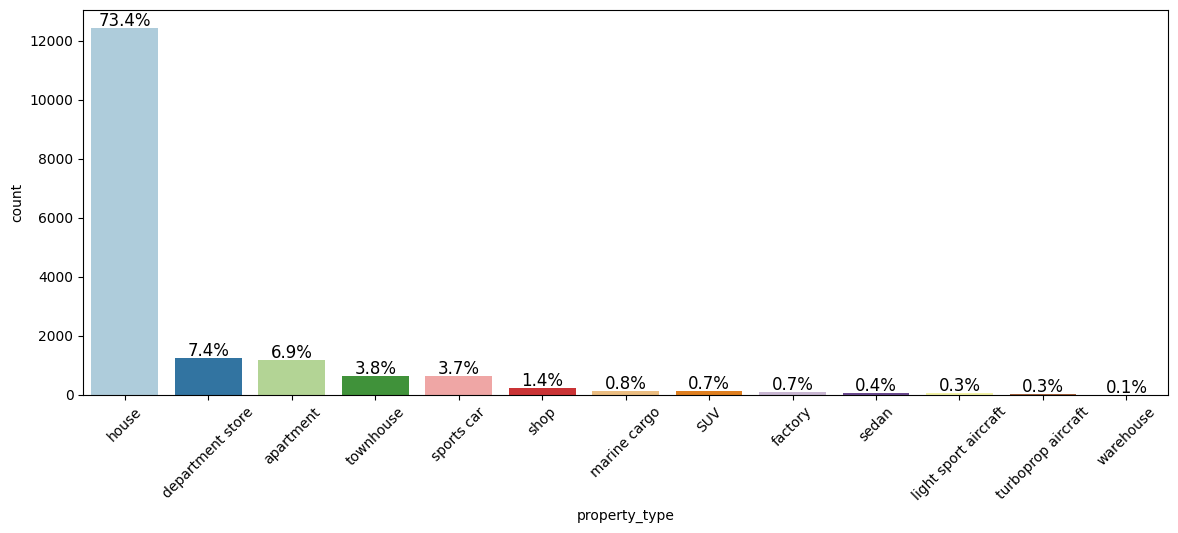 73.4%
12000
10000
8000
6000
4000
2000
0
count
7.4%
6.9%
3.8%
3.7%
1.4%
0.8%
0.7%
0.7%
0.4%
0.3%
0.3%
0.1%
house
department store
apartment
townhouse
sports car
shop
marine cargo
SUV
factory
sedan
light sport aircraft
turboprop aircraft
warehouse
property_type